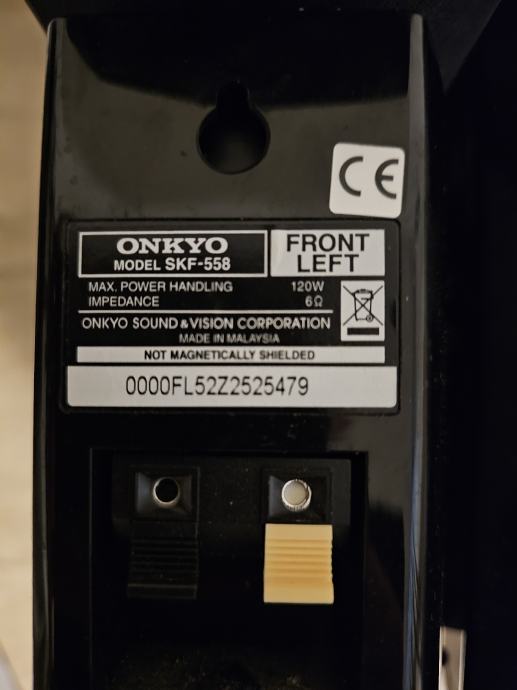 CE
ONKYO
MODEL SKF-558
FRONT
LEFT
MAX. POWER HANDLING 120W
IMPEDANCE 6Ω
ONKYO SOUND & VISION CORPORATION
MADE IN MALAYSIA
NOT MAGNETICALLY SHIELDED
0000FL52Z2525479